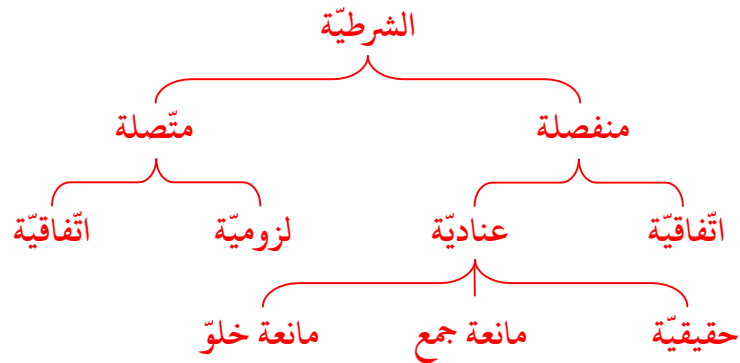 الشرطيّة
منفصلة متّصلة
اتّفاقيّة عناديّة لزوميّة اتّفاقيّة
حقيقيّة مانعة جمع مانعة خلوّ